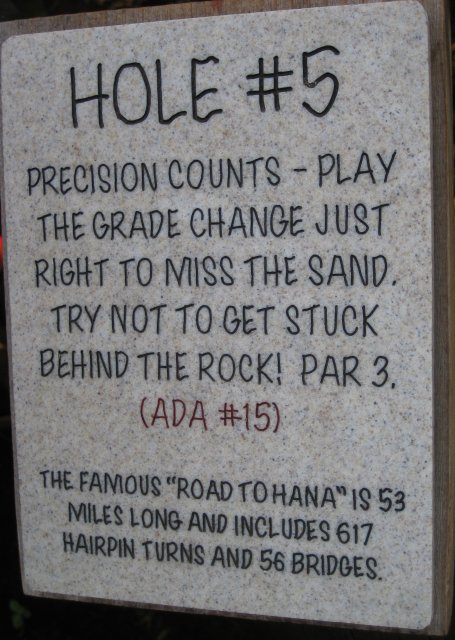 HOLE #5
PRECISION COUNTS - PLAY
THE GRADE CHANGE JUST
RIGHT TO MISS THE SAND.
TRY NOT TO GET STUCK
BEHIND THE ROCK! PAR 3.
(ADA #15)
THE FAMOUS "ROAD TO HANA" IS 53
MILES LONG AND INCLUDES 617
HAIRPIN TURNS AND 56 BRIDGES.